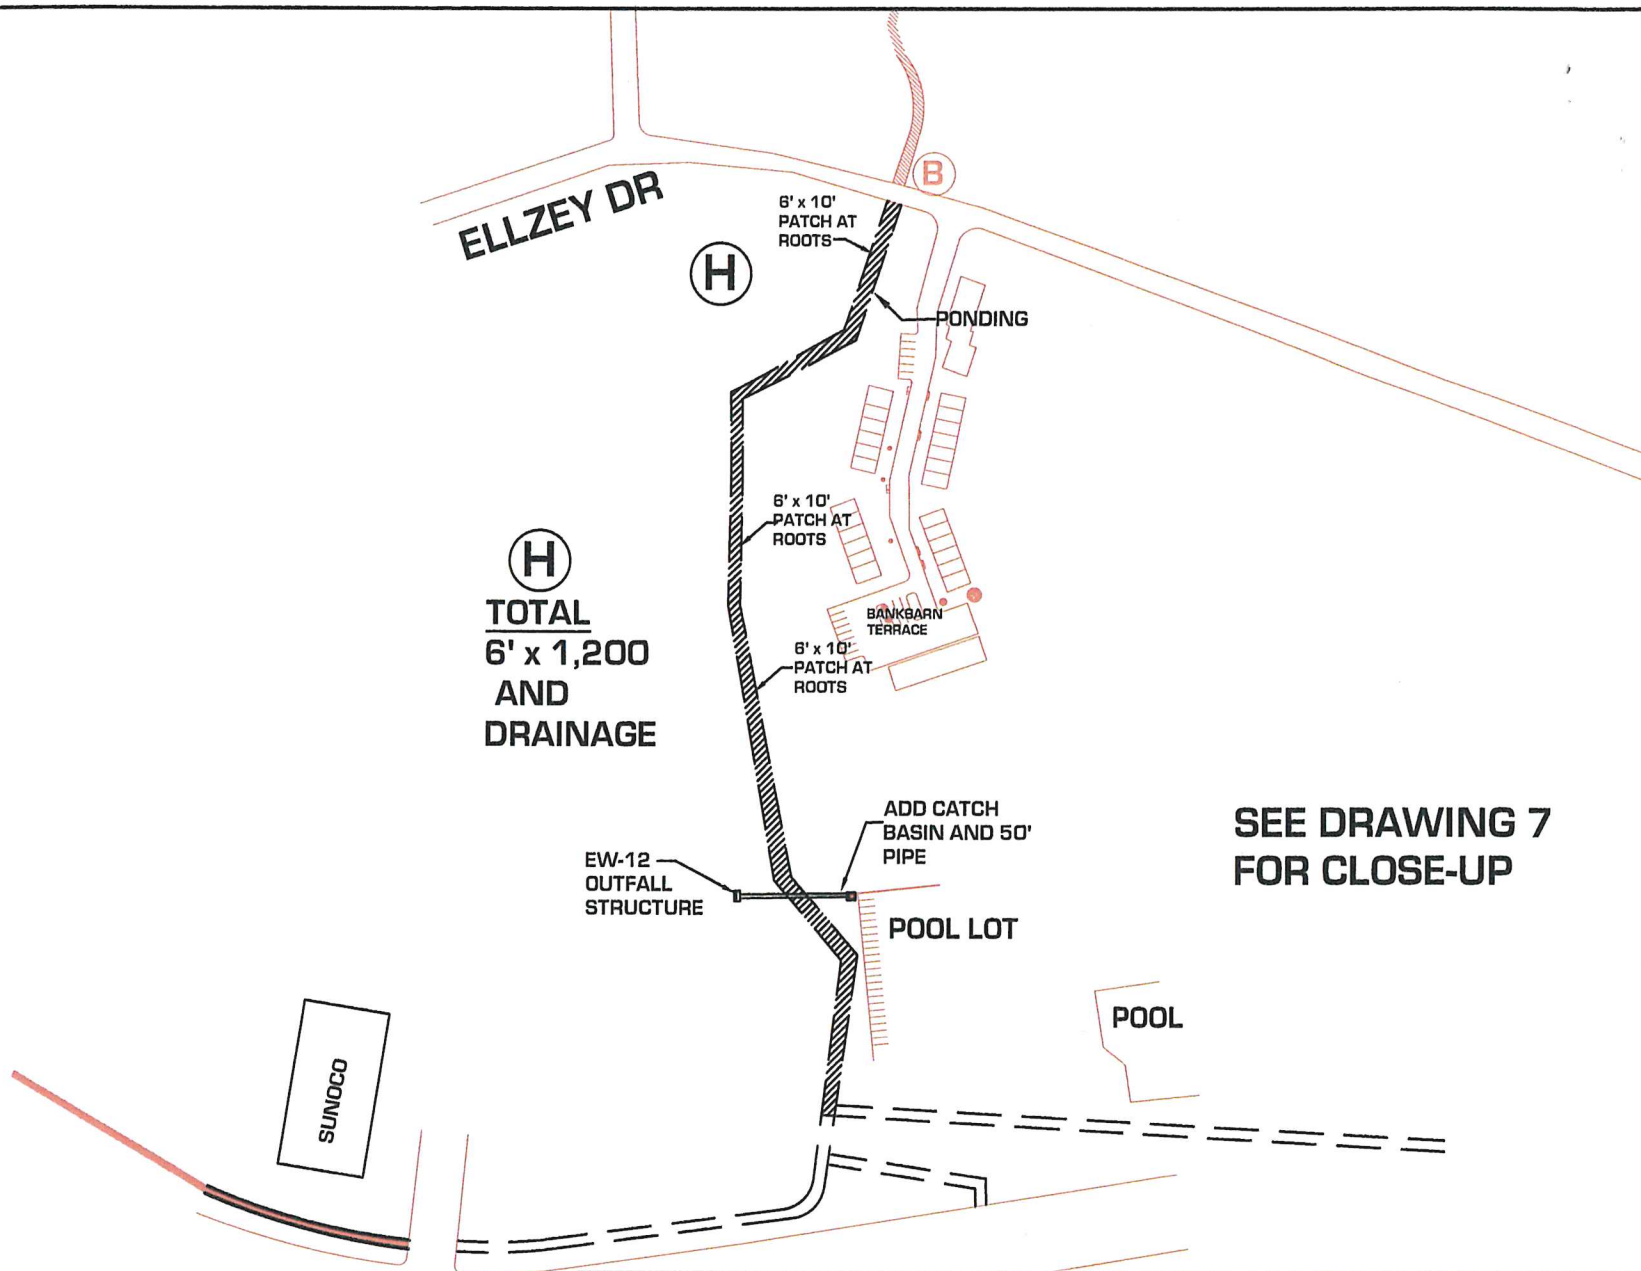 B
ELLZEY DR
6' x 10'
PATCH AT
ROOTS
H
PONDING
6' x 10'
PATCH AT
ROOTS
H
TOTAL
6' x 1,200
AND
DRAINAGE
BANKBARN
TERRACE
6' x 10'
PATCH AT
ROOTS
ADD CATCH
BASIN AND 50'
PIPE
SEE DRAWING 7
FOR CLOSE-UP
EW-12
OUTFALL
STRUCTURE
POOL LOT
POOL
SUNOCO